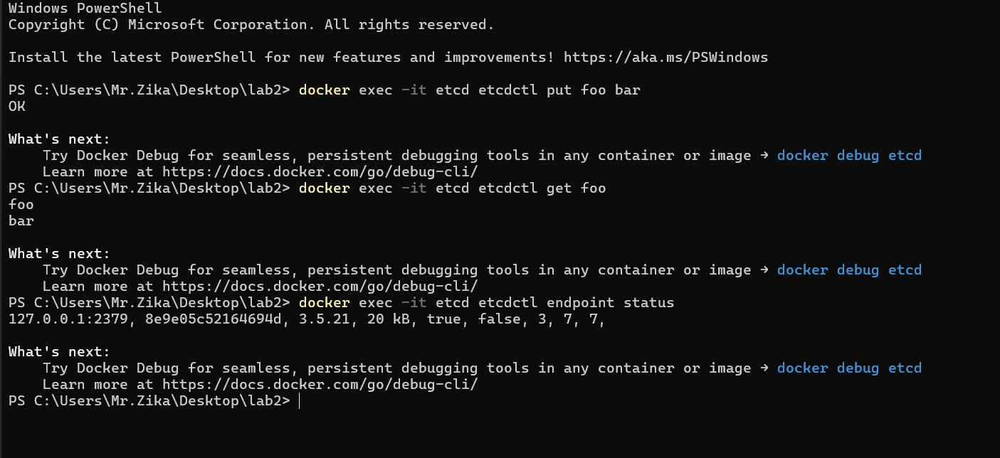 Windows PowerShell
Copyright (C) Microsoft Corporation. All rights reserved.
Install the latest PowerShell for new features and improvements! https://aka.ms/PSWindows
PS C:\Users\Mr.Zika\Desktop\lab2> docker exec -it etcd etcdctl put foo bar
OK
What's next:
    Try Docker Debug for seamless, persistent debugging tools in any container or image → docker debug etcd
    Learn more at https://docs.docker.com/go/debug-cli/
PS C:\Users\Mr.Zika\Desktop\lab2> docker exec -it etcd etcdctl get foo
foo
bar
What's next:
    Try Docker Debug for seamless, persistent debugging tools in any container or image → docker debug etcd
    Learn more at https://docs.docker.com/go/debug-cli/
PS C:\Users\Mr.Zika\Desktop\lab2> docker exec -it etcd etcdctl endpoint status
127.0.0.1:2379, 8e9e05c52164694d, 3.5.21, 20 kB, true, false, 3, 7, 7,
What's next:
    Try Docker Debug for seamless, persistent debugging tools in any container or image → docker debug etcd
    Learn more at https://docs.docker.com/go/debug-cli/
PS C:\Users\Mr.Zika\Desktop\lab2>